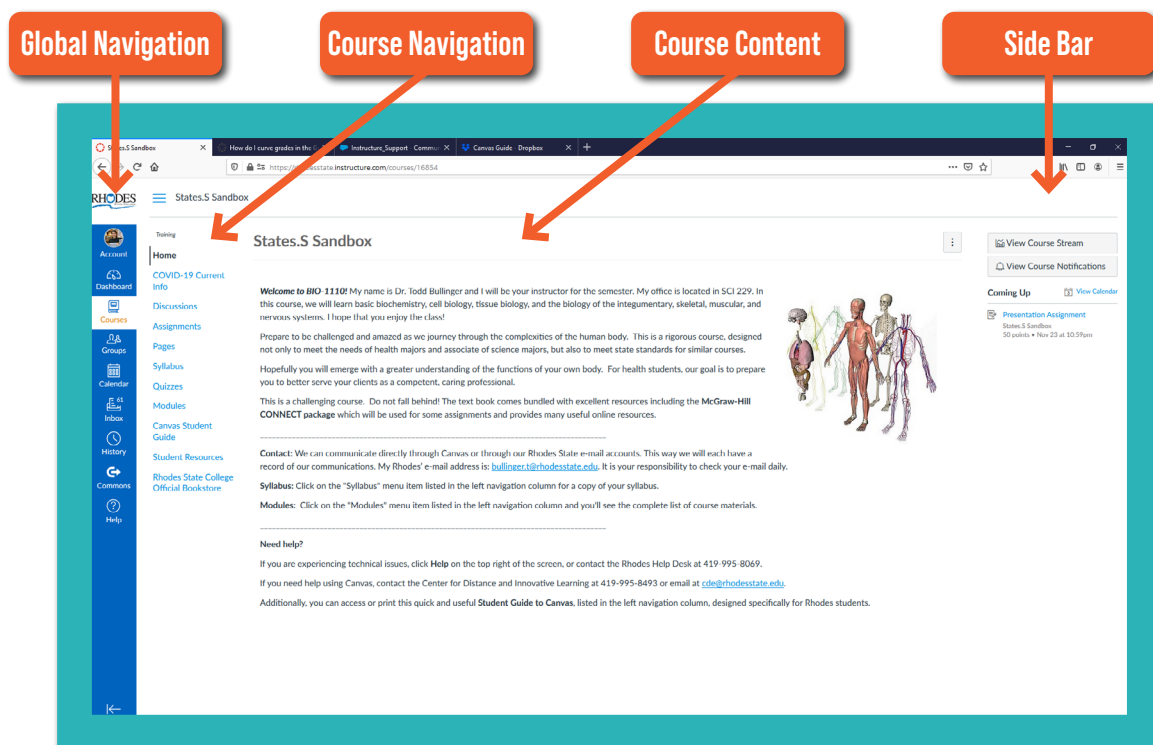 Global Navigation
Course Navigation
Course Content
Side Bar
States.S Sandbox
How do I curve grades in the G
Instructure_Support Commu
Canvas Guide Dropbox
instructure.com/courses/16854
RHODES
States.S Sandbox
Account
Dashboard
Courses
Groups
Calendar
61
Inbox
History
Commons
Help
Training
Home
COVID-19 Current
Info
Discussions
Assignments
Pages
Syllabus
Quizzes
Modules
Canvas Student
Guide
Student Resources
Rhodes State College
Official Bookstore
States.S Sandbox
Welcome to BIO-1110! My name is Dr. Todd Bullinger and I will be your instructor for the semester. My office is located in SCI 229. In
this course, we will learn basic biochemistry, cell biology, tissue biology, and the biology of the integumentary, skeletal, muscular, and
nervous systems. I hope that you enjoy the class!
Prepare to be challenged and amazed as we journey through the complexities of the human body. This is a rigorous course, designed
not only to meet the needs of health majors and associate of science majors, but also to meet state standards for similar courses.
Hopefully you will emerge with a greater understanding of the functions of your own body. For health students, our goal is to prepare
you to better serve your clients as a competent, caring professional.
This is a challenging course. Do not fall behind! The text book comes bundled with excellent resources including the McGraw-Hill
CONNECT package which will be used for some assignments and provides many useful online resources.
Contact: We can communicate directly through Canvas or through our Rhodes State e-mail accounts. This way we will each have a
record of our communications. My Rhodes' e-mail address is: bullinger.t@rhodesstate.edu. It is your responsibility to check your e-mail daily.
Syllabus: Click on the "Syllabus" menu item listed in the left navigation column for a copy of your syllabus.
Modules: Click on the "Modules" menu item listed in the left navigation column and you'll see the complete list of course materials.
Need help?
If you are experiencing technical issues, click Help on the top right of the screen, or contact the Rhodes Help Desk at 419-995-8069.
If you need help using Canvas, contact the Center for Distance and Innovative Learning at 419-995-8493 or email at cde@rhodesstate.edu.
Additionally, you can access or print this quick and useful Student Guide to Canvas, listed in the left navigation column, designed specifically for Rhodes students.
View Course Stream
View Course Notifications
Coming Up
View Calendar
Presentation Assignment
States.S Sandbox
50 points • Nov 23 at 10:59pm